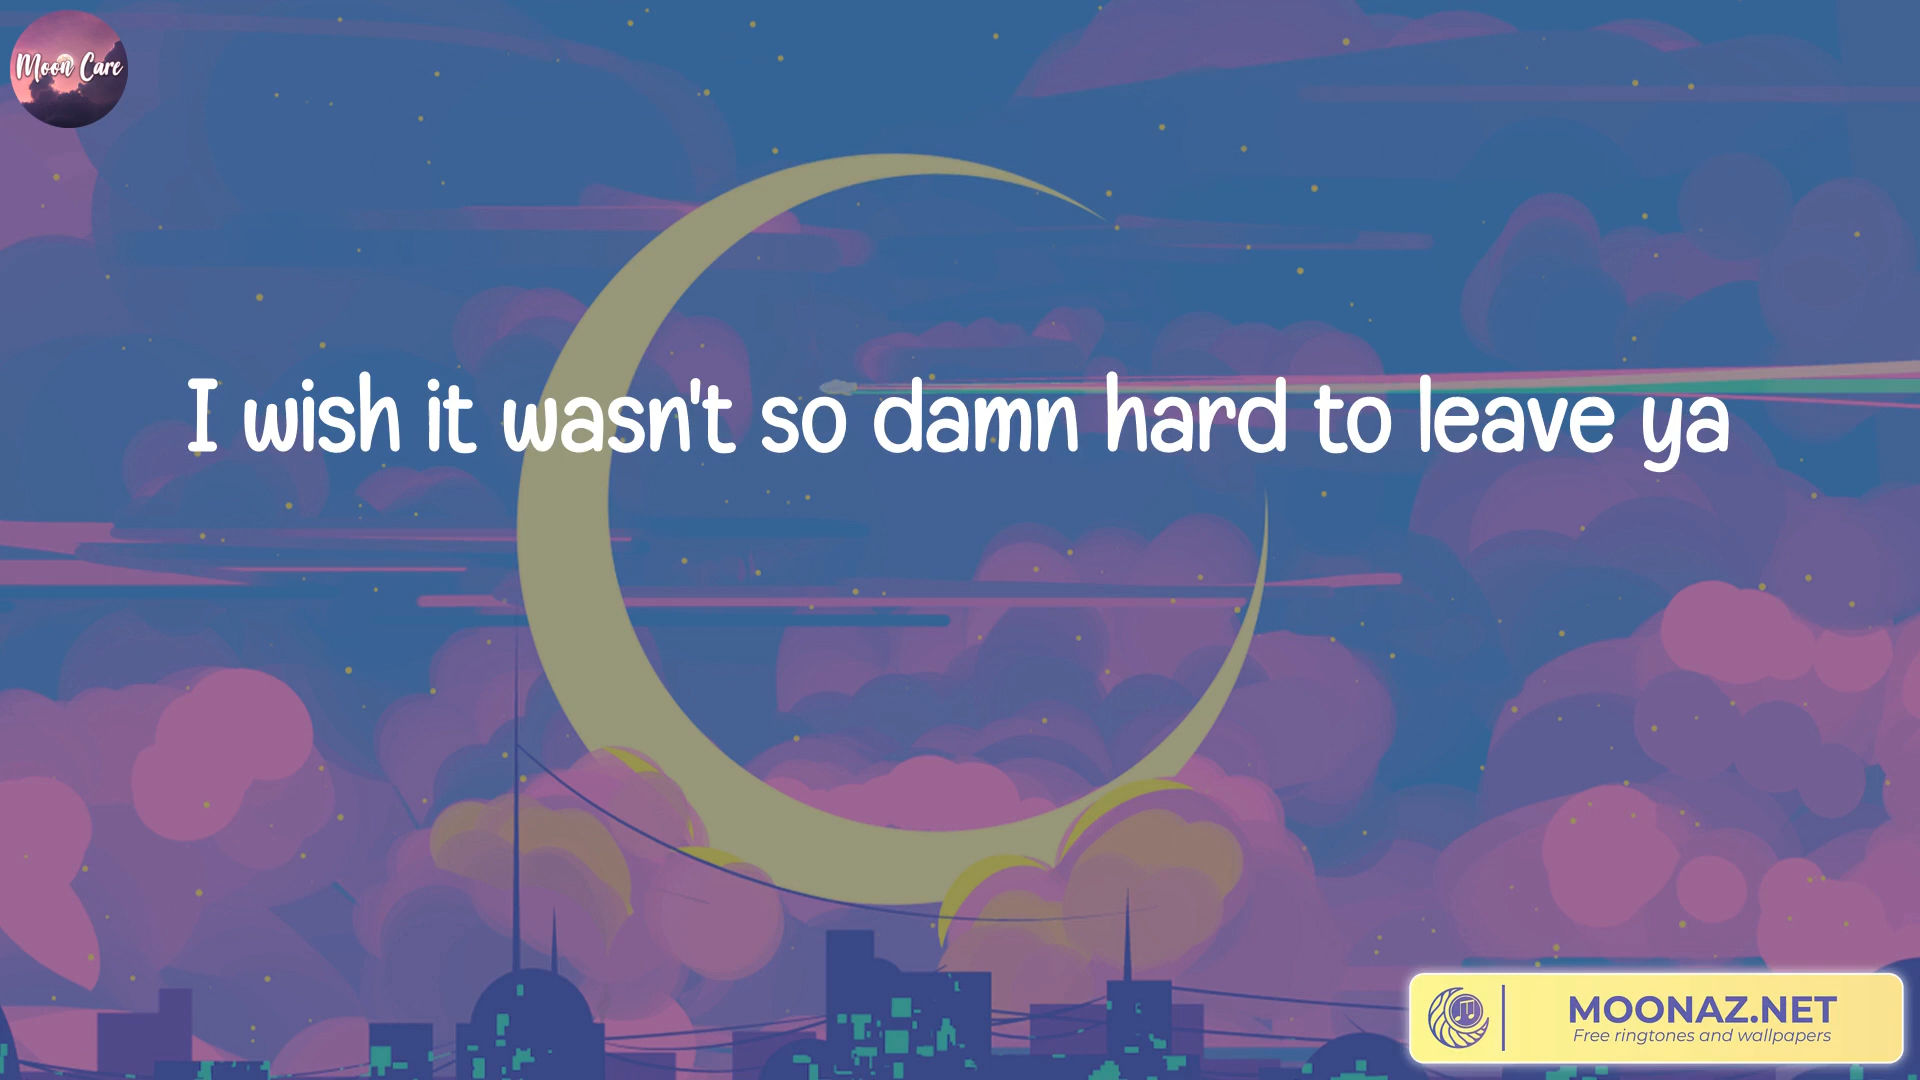 Moon Care
I wish it wasn't so damn hard to leave ya
MOONAZ.NET
Free ringtones and wallpapers